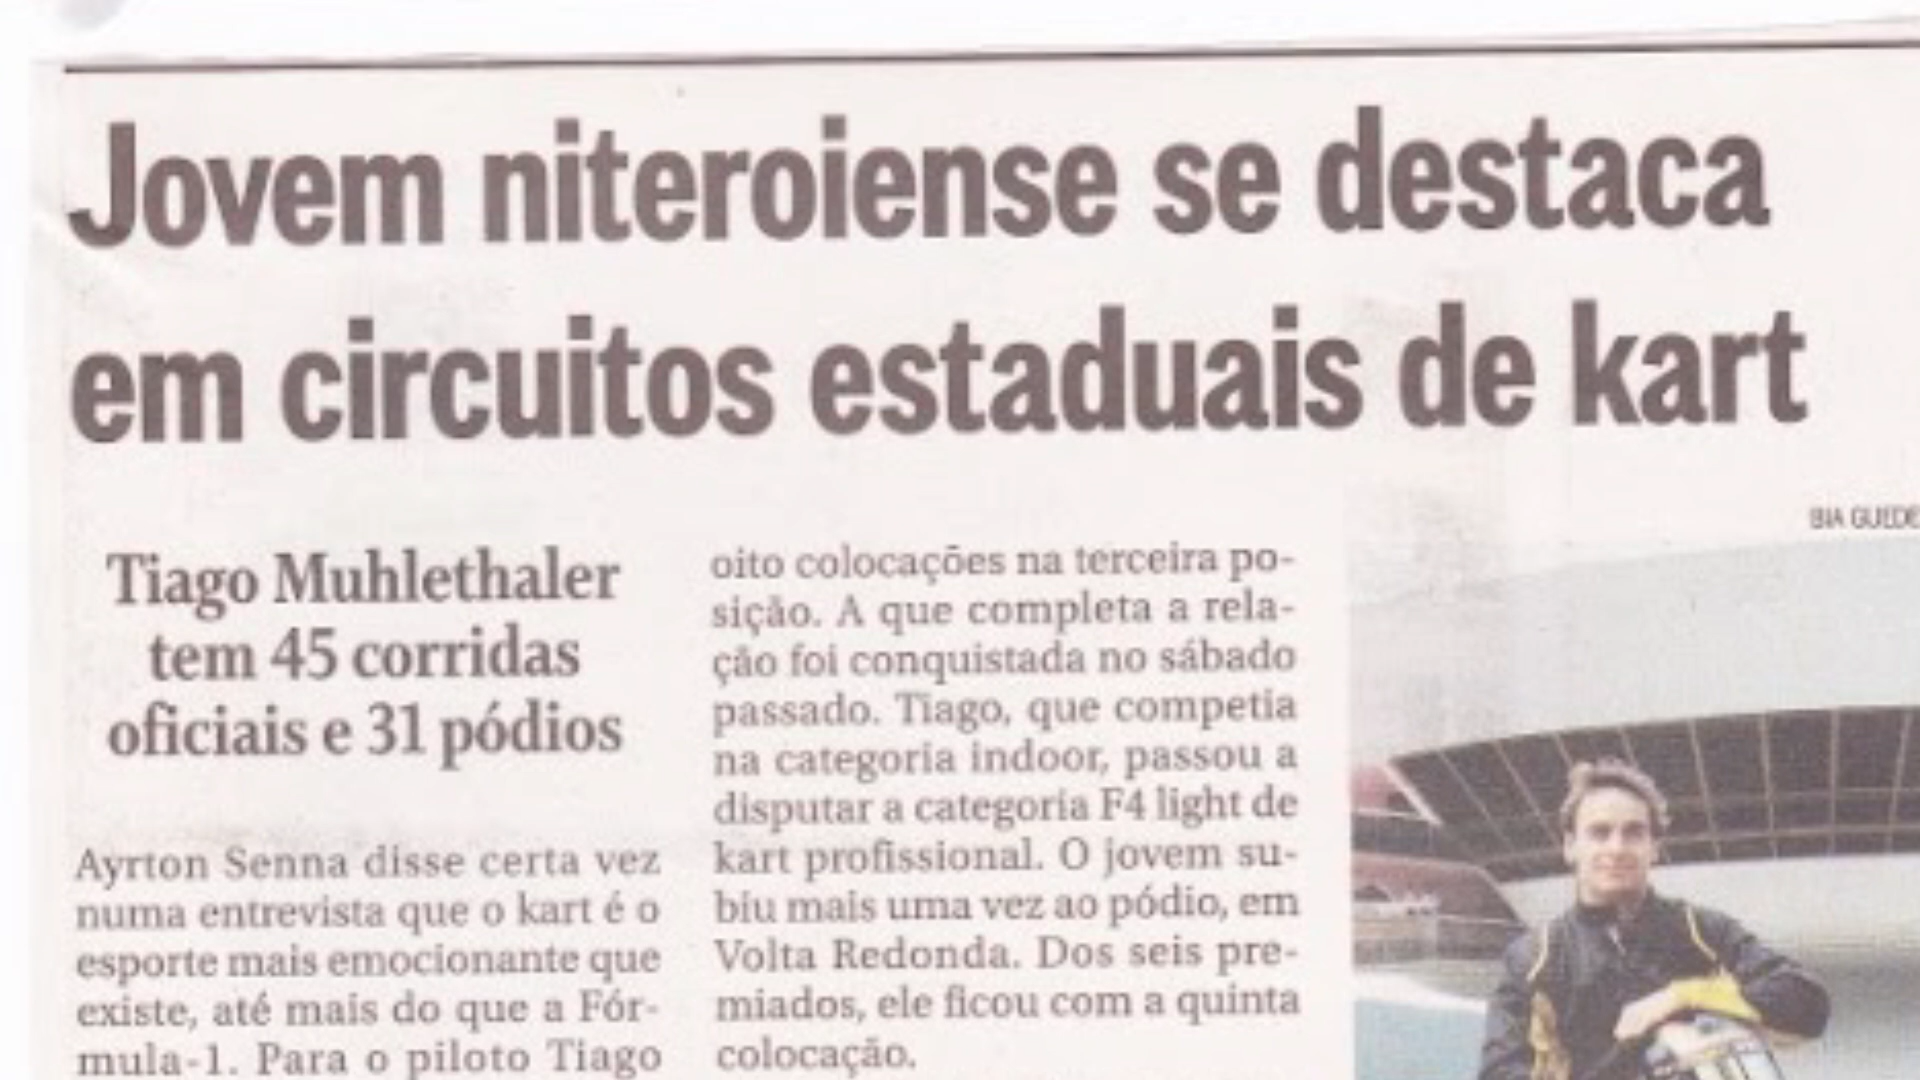 Jovem niteroiense se destaca
em circuitos estaduais de kart
BIA GUEDE
Tiago Muhlethaler
tem 45 corridas
oficiais e 31 pódios
Ayrton Senna disse certa vez
numa entrevista que o kart é o
esporte mais emocionante que
existe, até mais do que a Fór-
mula-1. Para o piloto Tiago
oito colocações na terceira po-
sição. A que completa a rela-
ção foi conquistada no sábado
passado. Tiago, que competia
na categoria indoor, passou a
disputar a categoria F4 light de
kart profissional. O jovem su-
biu mais uma vez ao pódio, em
Volta Redonda. Dos seis pre-
miados, ele ficou com a quinta
colocação.